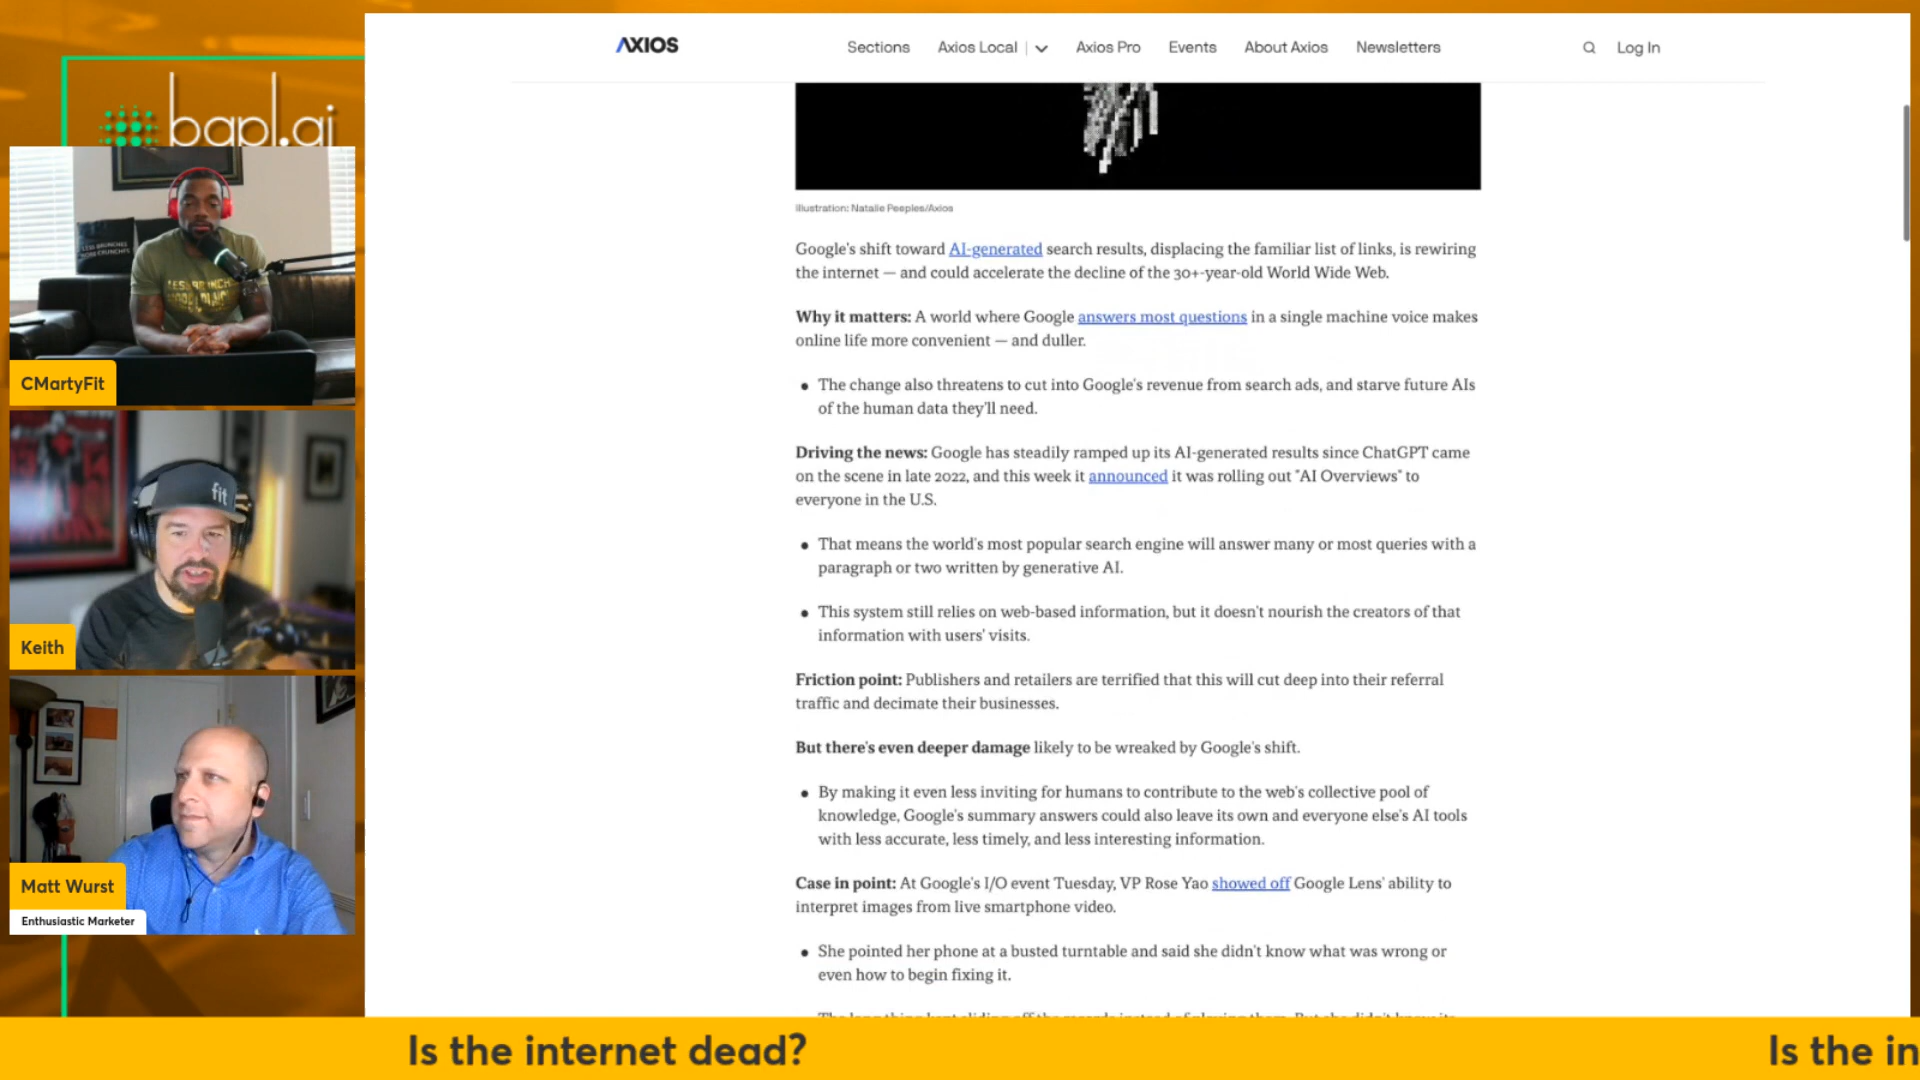 bapl.ai
LESS BRUNCHES
MORE CRUNCHES
CMartyFit
fit
Keith
Matt Wurst
Enthusiastic Marketer
AXIOS
Sections
Axios Local
Axios Pro
Events
About Axios
Newsletters
Log In
Illustration: Natalie Peeples/Axios
Google's shift toward AI-generated search results, displacing the familiar list of links, is rewiring
the internet — and could accelerate the decline of the 30+-year-old World Wide Web.
Why it matters: A world where Google answers most questions in a single machine voice makes
online life more convenient — and duller.
• The change also threatens to cut into Google's revenue from search ads, and starve future AIs
of the human data they'll need.
Driving the news: Google has steadily ramped up its AI-generated results since ChatGPT came
on the scene in late 2022, and this week it announced it was rolling out "AI Overviews" to
everyone in the U.S.
• That means the world's most popular search engine will answer many or most queries with a
paragraph or two written by generative AI.
• This system still relies on web-based information, but it doesn't nourish the creators of that
information with users' visits.
Friction point: Publishers and retailers are terrified that this will cut deep into their referral
traffic and decimate their businesses.
But there's even deeper damage likely to be wreaked by Google's shift.
• By making it even less inviting for humans to contribute to the web's collective pool of
knowledge, Google's summary answers could also leave its own and everyone else's AI tools
with less accurate, less timely, and less interesting information.
Case in point: At Google's I/O event Tuesday, VP Rose Yao showed off Google Lens' ability to
interpret images from live smartphone video.
• She pointed her phone at a busted turntable and said she didn't know what was wrong or
even how to begin fixing it.
Is the internet dead?
Is the in